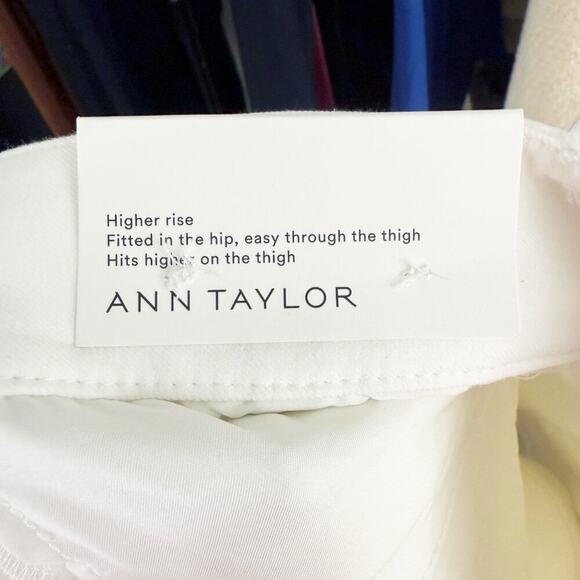 Higher rise
Fitted in the hip, easy through the thigh
Hits higher on the thigh
ANN TAYLOR